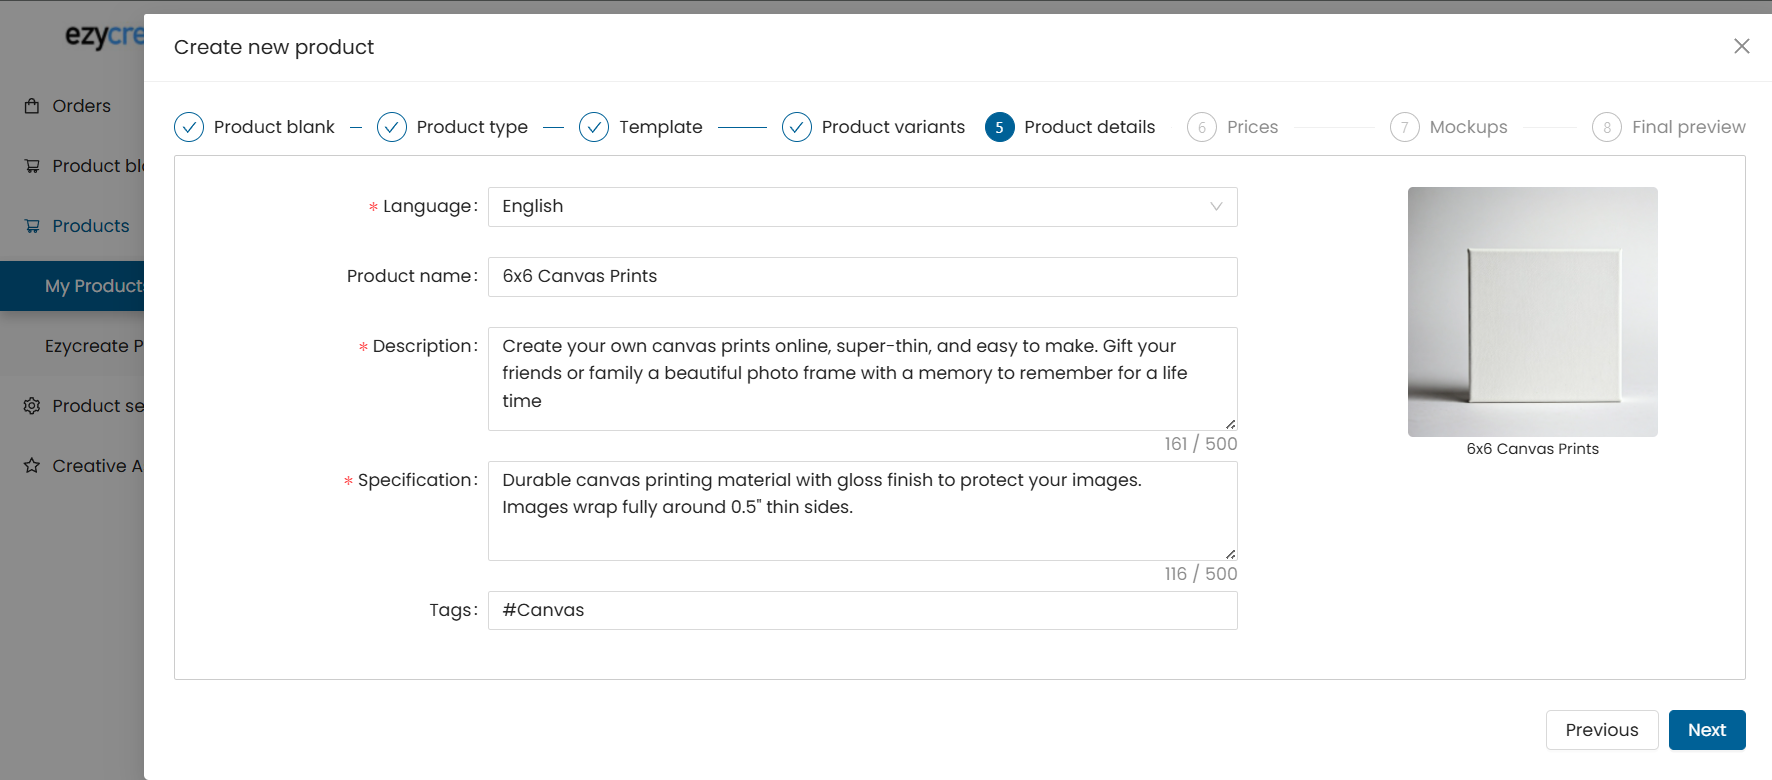 ezycre
Create new product
Orders
Product bl
Products
My Products
Ezycreate P
Product se
Creative A
Product blank
Product type
Template
Product variants
5 Product details
6 Prices
7 Mockups
8 Final preview
* Language: English
Product name: 6x6 Canvas Prints
* Description: Create your own canvas prints online, super-thin, and easy to make. Gift your
friends or family a beautiful photo frame with a memory to remember for a life
time
161 / 500
* Specification: Durable canvas printing material with gloss finish to protect your images.
Images wrap fully around 0.5" thin sides.
116 / 500
Tags: #Canvas
6x6 Canvas Prints
Previous
Next